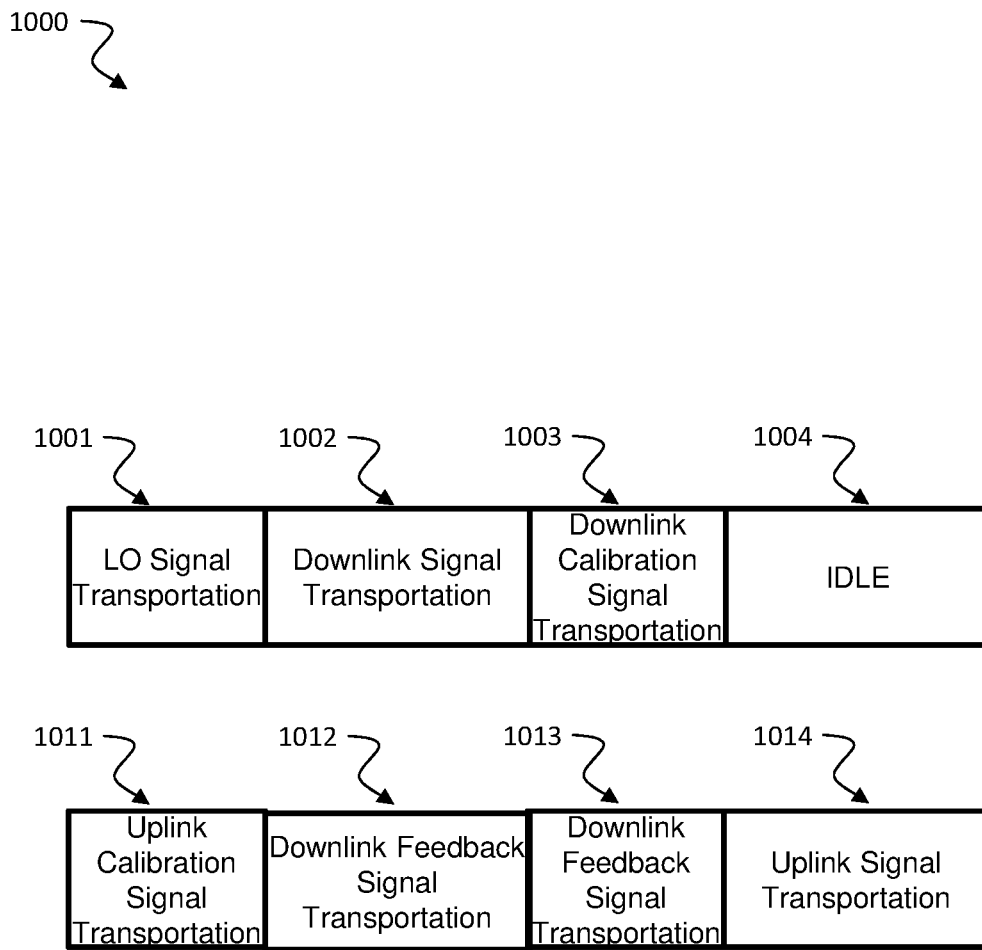 1000
1001
1002
1003
1004
LO Signal
Transportation
Downlink Signal
Transportation
Downlink
Calibration
Signal
Transportation
IDLE
1011
1012
1013
1014
Uplink
Calibration
Signal
Transportation
Downlink Feedback
Signal
Transportation
Downlink
Feedback
Signal
Transportation
Uplink Signal
Transportation